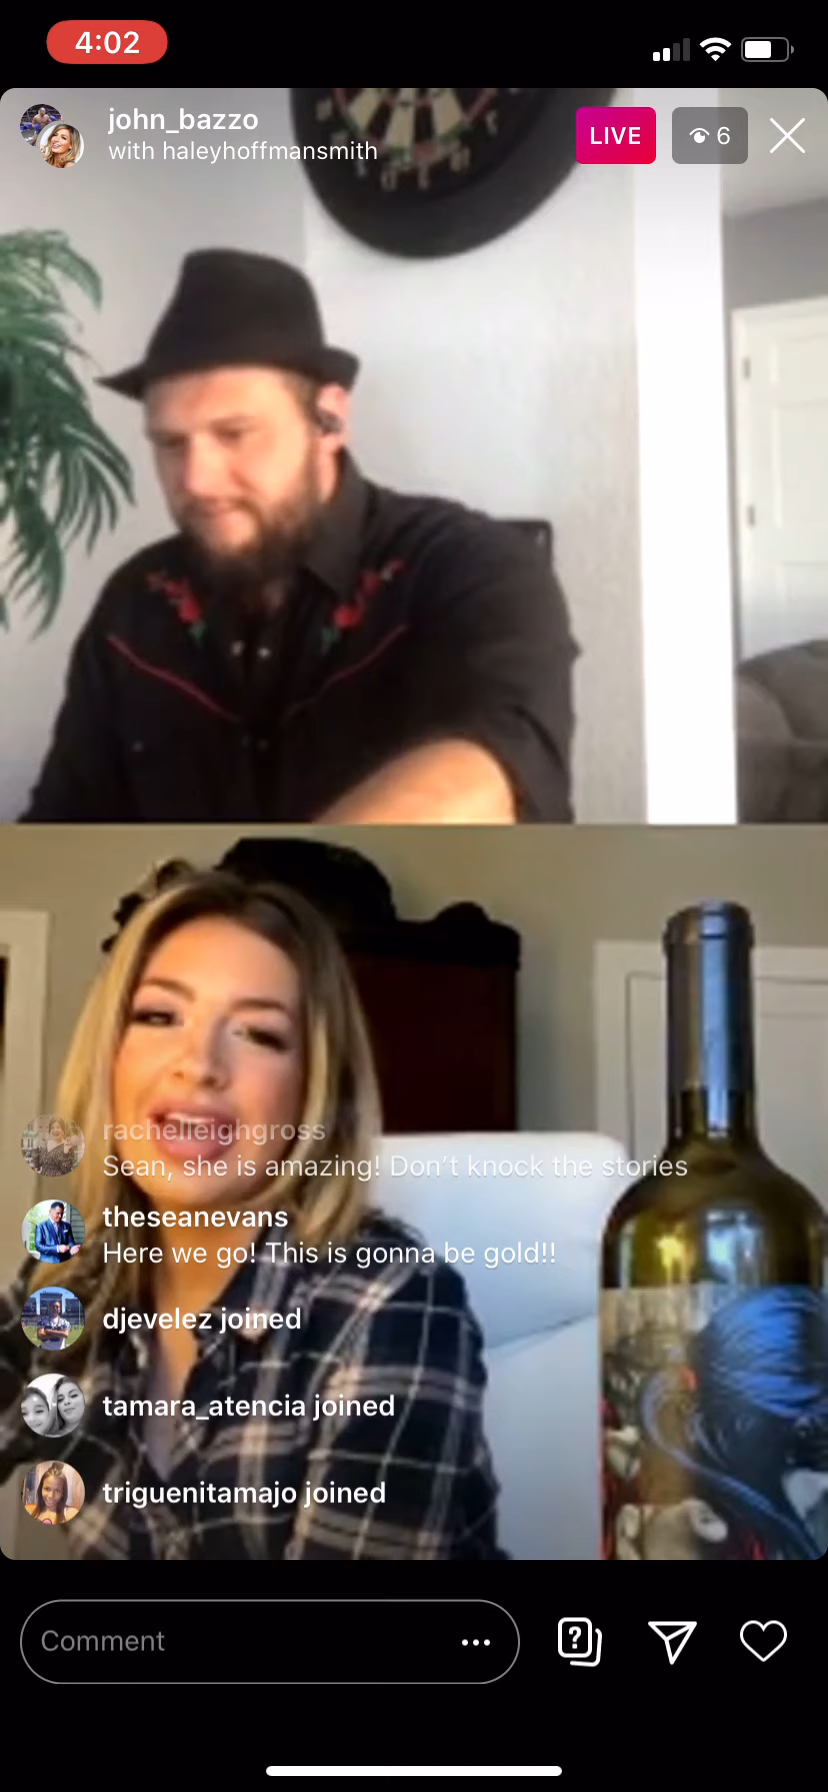 4:02
john_bazzo
with haleyhoffmansmith
LIVE
6
rachelleighgross
Sean, she is amazing! Don't knock the stories
theseanevans
Here we go! This is gonna be gold!!
djevelez joined
tamara_atencia joined
triguenitamajo joined
Comment